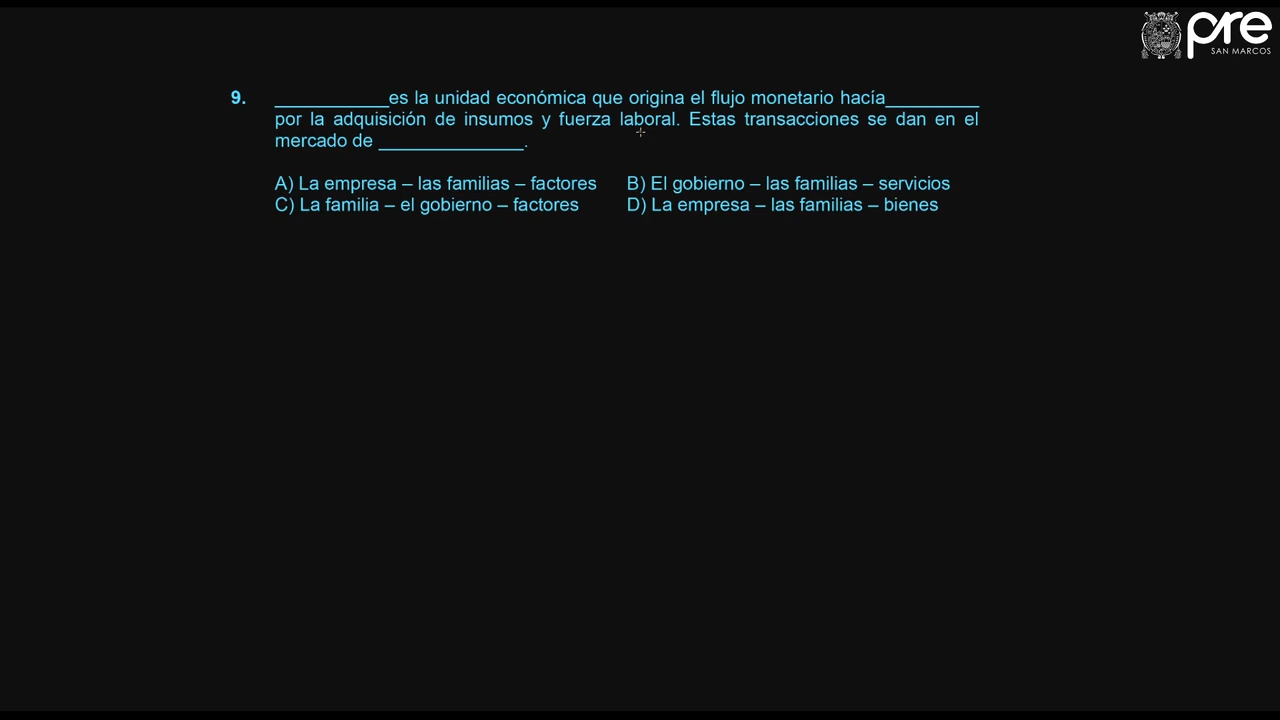 pre
SAN MARCOS
9. ___________es la unidad económica que origina el flujo monetario hacía_________
por la adquisición de insumos y fuerza laboral. Estas transacciones se dan en el
mercado de ______________.
A) La empresa – las familias – factores B) El gobierno – las familias – servicios
C) La familia – el gobierno – factores D) La empresa – las familias – bienes